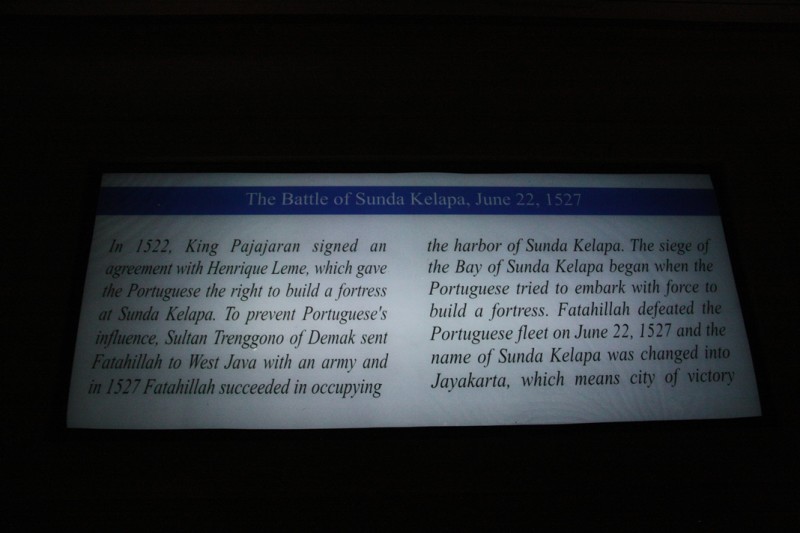 The Battle of Sunda Kelapa, June 22, 1527
In 1522, King Pajajaran signed an
agreement with Henrique Leme, which gave
the Portuguese the right to build a fortress
at Sunda Kelapa. To prevent Portuguese's
influence, Sultan Trenggono of Demak sent
Fatahillah to West Java with an army and
in 1527 Fatahillah succeeded in occupying
the harbor of Sunda Kelapa. The siege of
the Bay of Sunda Kelapa began when the
Portuguese tried to embark with force to
build a fortress. Fatahillah defeated the
Portuguese fleet on June 22, 1527 and the
name of Sunda Kelapa was changed into
Jayakarta, which means city of victory